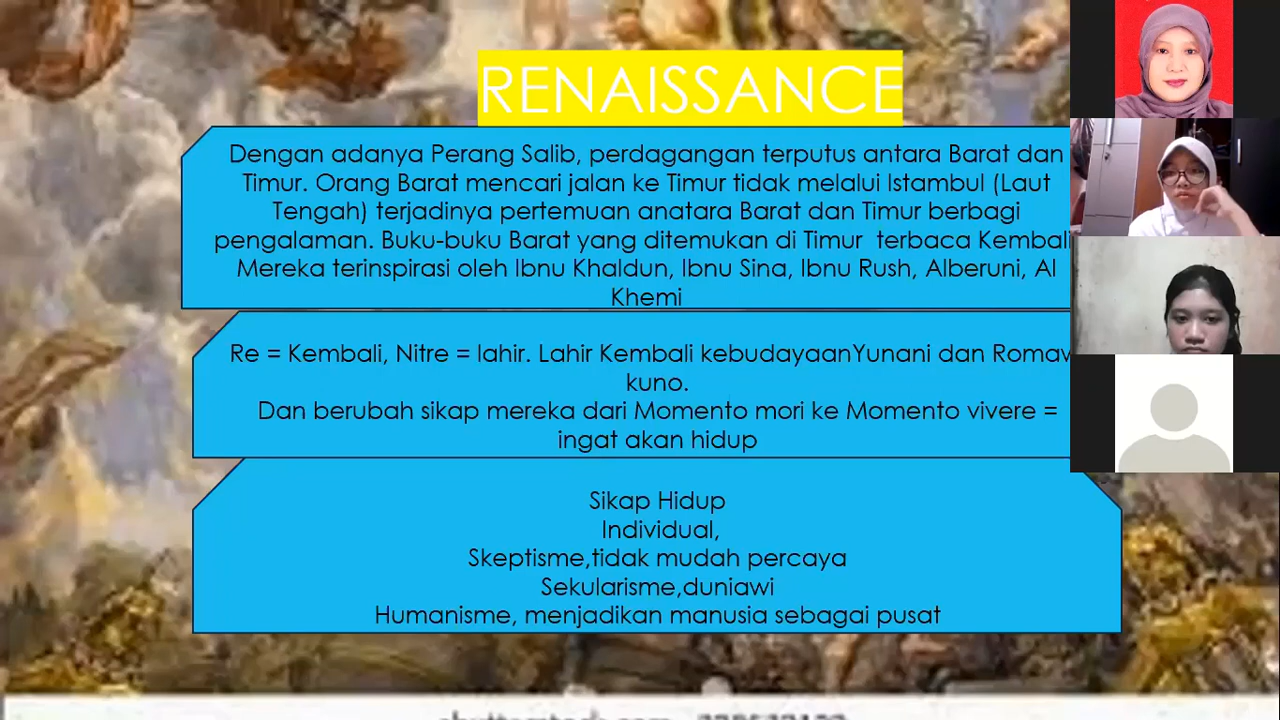 RENAISSANCE
Dengan adanya Perang Salib, perdagangan terputus antara Barat dan
Timur. Orang Barat mencari jalan ke Timur tidak melalui Istambul (Laut
Tengah) terjadinya pertemuan anatara Barat dan Timur berbagi
pengalaman. Buku-buku Barat yang ditemukan di Timur terbaca Kembali
Mereka terinspirasi oleh Ibnu Khaldun, Ibnu Sina, Ibnu Rush, Alberuni, Al
Khemi
Re = Kembali, Nitre = lahir. Lahir Kembali kebudayaanYunani dan
kuno.
Dan berubah sikap mereka dari Momento mori ke Momento vivere =
ingat akan hidup
Sikap Hidup
Individual,
Skeptisme,tidak mudah percaya
Sekularisme,duniawi
Humanisme, menjadikan manusia sebagai pusat